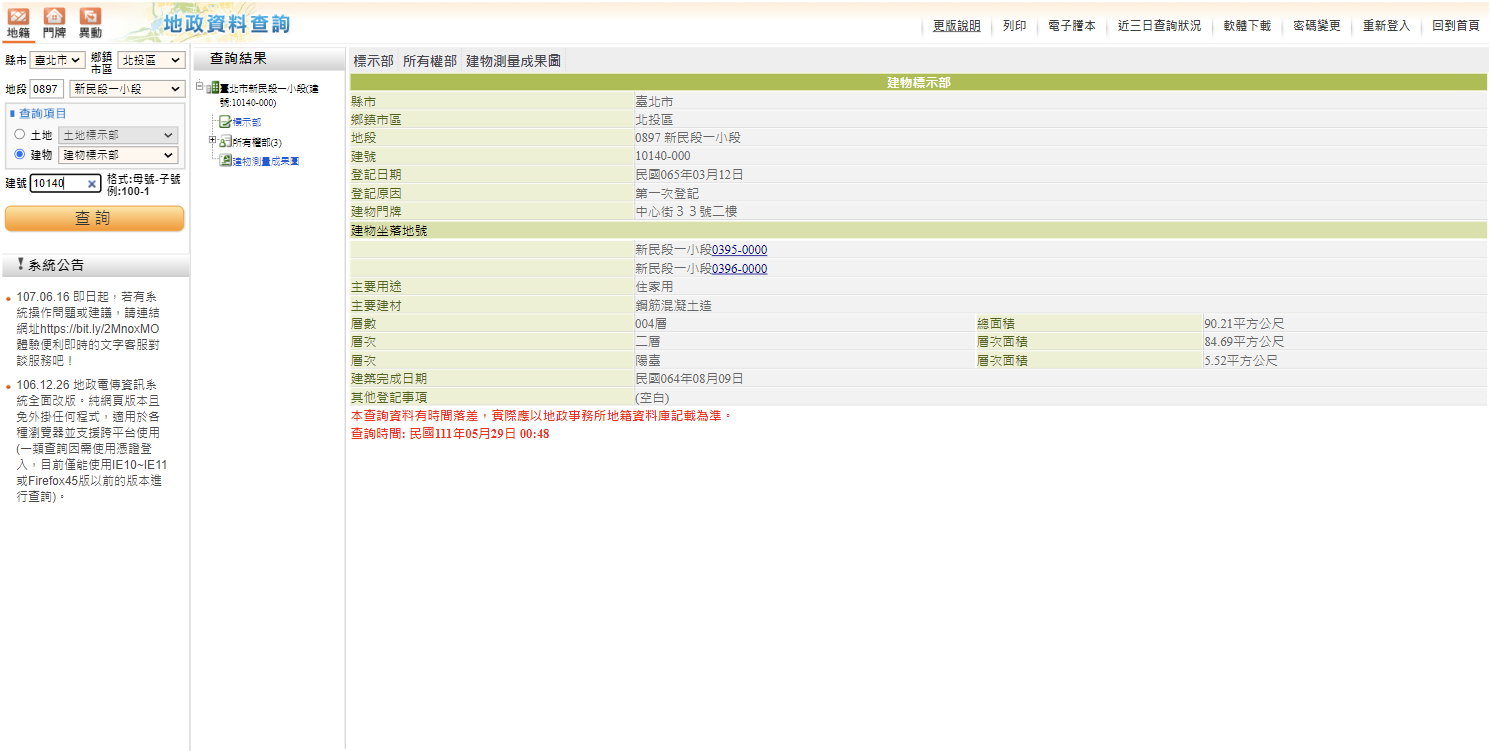 地籍 門牌 異動
地政資料查詢
更版說明 列印 電子謄本 近三日查詢狀況 軟體下載 密碼變更 重新登入 回到首頁
縣市 臺北市 鄉鎮市區 北投區
地段 0897 新民段一小段
查詢項目
土地 土地標示部
建物 建物標示部
建號 10140 格式:母號-子號
例:100-1
查 詢
系統公告
107.06.16 即日起，若有系
統操作問題或建議，請連結
網址https://bit.ly/2MnoxMO
體驗便利即時的文字客服對
談服務吧！
106.12.26 地政電傳資訊系
統全面改版。純網頁版本且
免外掛任何程式，適用於各
種瀏覽器並支援跨平台使用
(一類查詢因需使用憑證登
入，目前僅能使用IE10~IE11
或Firefox45版以前的版本進
行查詢)。
查詢結果
臺北市新民段一小段(建
號:10140-000)
標示部
所有權部(3)
建物測量成果圖
標示部 所有權部 建物測量成果圖
建物標示部
縣市 臺北市
鄉鎮市區 北投區
地段 0897 新民段一小段
建號 10140-000
登記日期 民國065年03月12日
登記原因 第一次登記
建物門牌 中心街３３號二樓
建物坐落地號
新民段一小段0395-0000
新民段一小段0396-0000
主要用途 住家用
主要建材 鋼筋混凝土造
層數 004層 總面積 90.21平方公尺
層次 二層 層次面積 84.69平方公尺
層次 陽臺 層次面積 5.52平方公尺
建築完成日期 民國064年08月09日
其他登記事項 (空白)
本查詢資料有時間落差，實際應以地政事務所地籍資料庫記載為準。
查詢時間: 民國111年05月29日 00:48